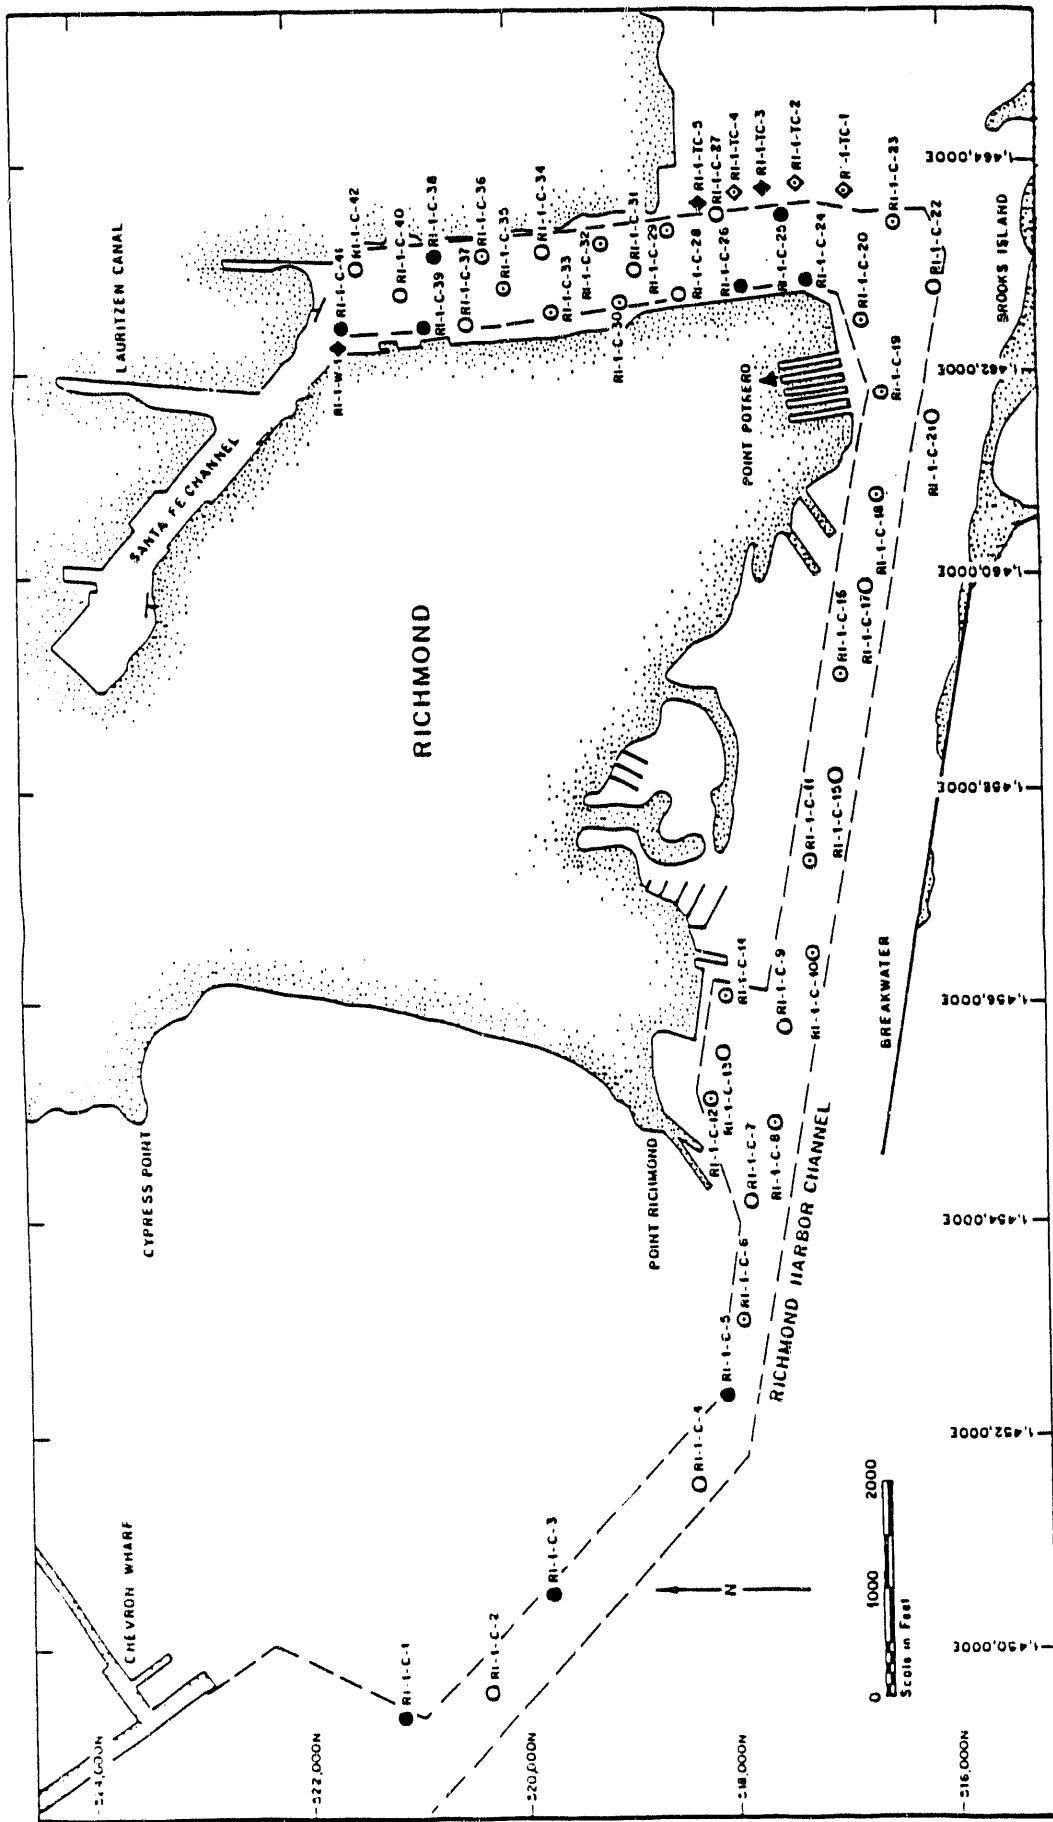 CHEVRON WHARF
CYPRESS POINT
RICHMOND
SANTA FE CHANNEL
LAURITZEN CANAL
POINT RICHMOND
POINT POTRERO
RICHMOND HARBOR CHANNEL
BREAKWATER
BROOKS ISLAND
RI-1-C-1
RI-1-C-2
RI-1-C-3
RI-1-C-4
RI-1-C-5
RI-1-C-6
RI-1-C-7
RI-1-C-8
RI-1-C-9
RI-1-C-10
RI-1-C-11
RI-1-C-12
RI-1-C-13
RI-1-C-14
RI-1-C-15
RI-1-C-16
RI-1-C-17
RI-1-C-18
RI-1-C-19
RI-1-C-20
RI-1-C-21
RI-1-C-22
RI-1-C-23
RI-1-C-24
RI-1-C-25
RI-1-C-26
RI-1-C-27
RI-1-C-28
RI-1-C-29
RI-1-C-30
RI-1-C-31
RI-1-C-32
RI-1-C-33
RI-1-C-34
RI-1-C-35
RI-1-C-36
RI-1-C-37
RI-1-C-38
RI-1-C-39
RI-1-C-40
RI-1-C-41
RI-1-C-42
RI-1-W-1
RI-1-TC-5
RI-1-TC-4
RI-1-TC-3
RI-1-TC-2
R'-1-TC-1
N
0 1000 2000
Scale in Feet
524,000N
522,000N
520,000N
518,000N
516,000N
1,450,000E
1,452,000E
1,454,000E
1,456,000E
1,458,000E
1,460,000E
1,462,000E
1,464,000E